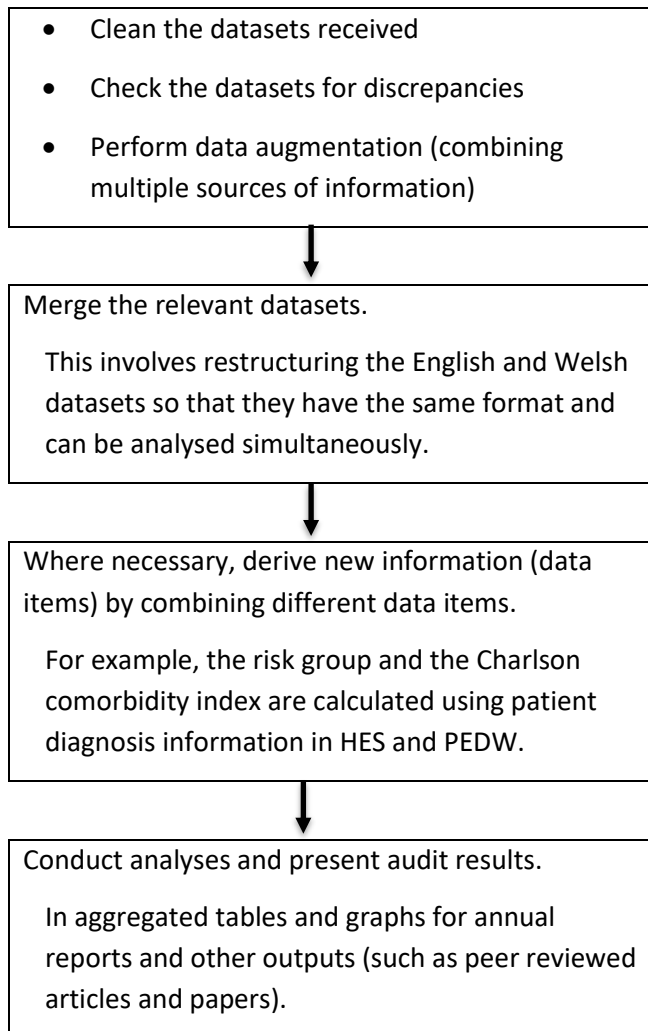 • Clean the datasets received
• Check the datasets for discrepancies
• Perform data augmentation (combining
multiple sources of information)
Merge the relevant datasets.
This involves restructuring the English and Welsh
datasets so that they have the same format and
can be analysed simultaneously.
Where necessary, derive new information (data
items) by combining different data items.
For example, the risk group and the Charlson
comorbidity index are calculated using patient
diagnosis information in HES and PEDW.
Conduct analyses and present audit results.
In aggregated tables and graphs for annual
reports and other outputs (such as peer reviewed
articles and papers).